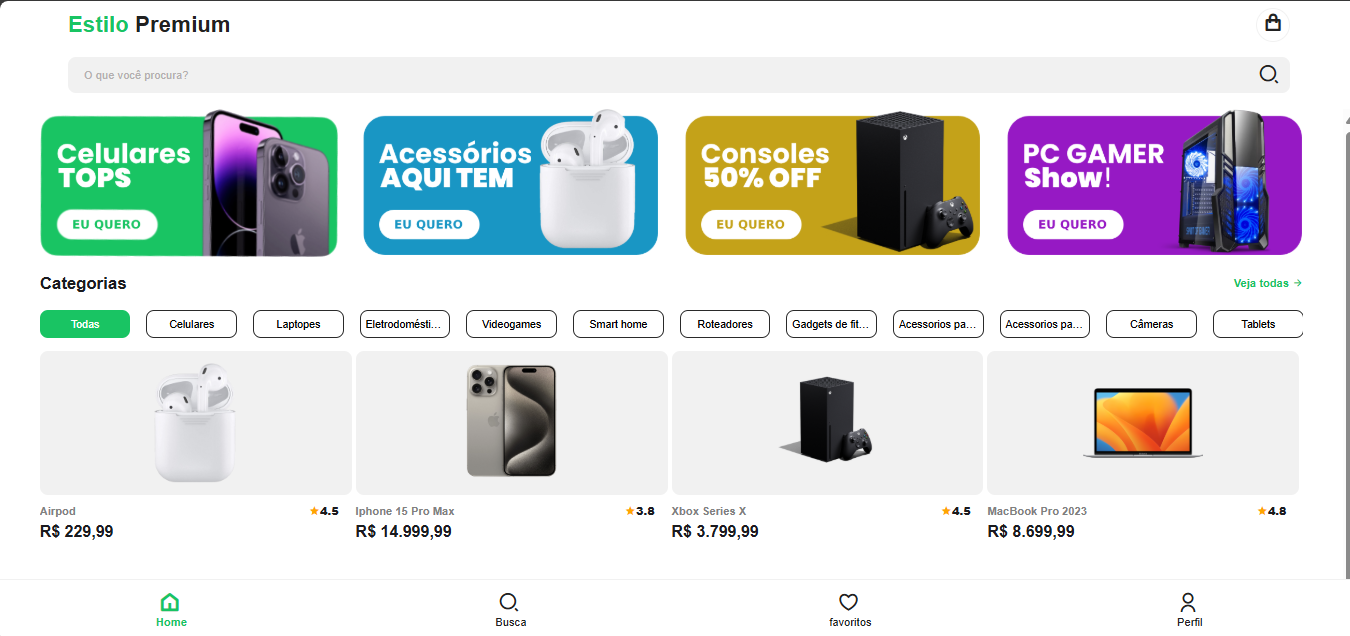 Estilo Premium
O que você procura?
Celulares
TOPS
EU QUERO
Acessórios
AQUI TEM
EU QUERO
Consoles
50% OFF
EU QUERO
PC GAMER
Show!
EU QUERO
Categorias
Veja todas →
Todas
Celulares
Laptopes
Eletrodomésti...
Videogames
Smart home
Roteadores
Gadgets de fit...
Acessorios pa...
Acessorios pa...
Câmeras
Tablets
Airpod ★4.5
R$ 229,99
Iphone 15 Pro Max ★3.8
R$ 14.999,99
Xbox Series X ★4.5
R$ 3.799,99
MacBook Pro 2023 ★4.8
R$ 8.699,99
Home
Busca
favoritos
Perfil